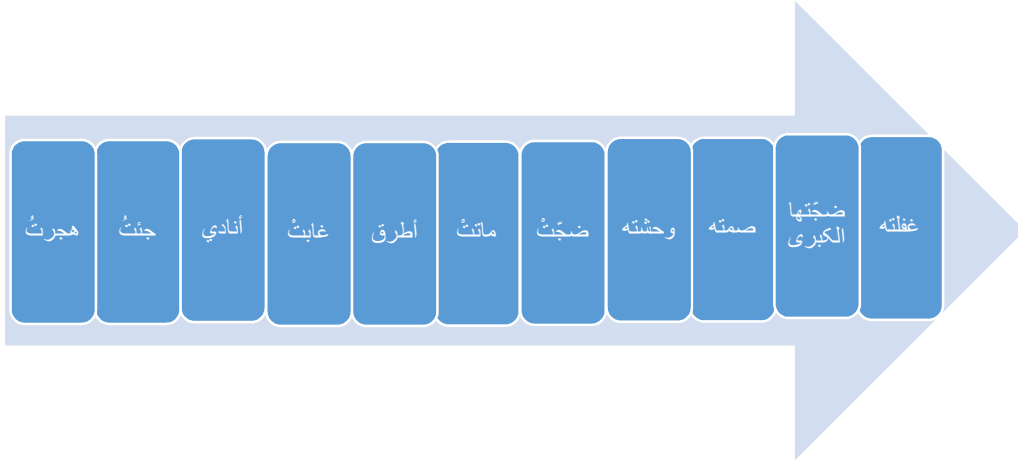 هجرتُ
جئتُ
أنادي
غابتْ
أطرق
ماتتْ
ضجّتْ
وحشته
صمته
ضجّتها
الكبرى
غفلته